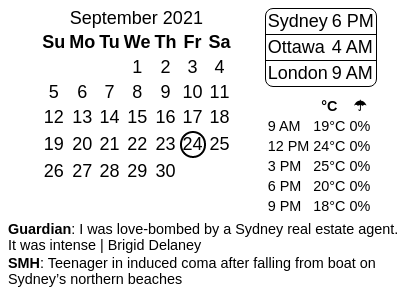 September 2021
Su Mo Tu We Th Fr Sa
1 2 3 4
5 6 7 8 9 10 11
12 13 14 15 16 17 18
19 20 21 22 23 24 25
26 27 28 29 30
Sydney 6 PM
Ottawa 4 AM
London 9 AM
°C ☂
9 AM 19°C 0%
12 PM 24°C 0%
3 PM 25°C 0%
6 PM 20°C 0%
9 PM 18°C 0%
Guardian: I was love-bombed by a Sydney real estate agent.
It was intense | Brigid Delaney
SMH: Teenager in induced coma after falling from boat on
Sydney’s northern beaches